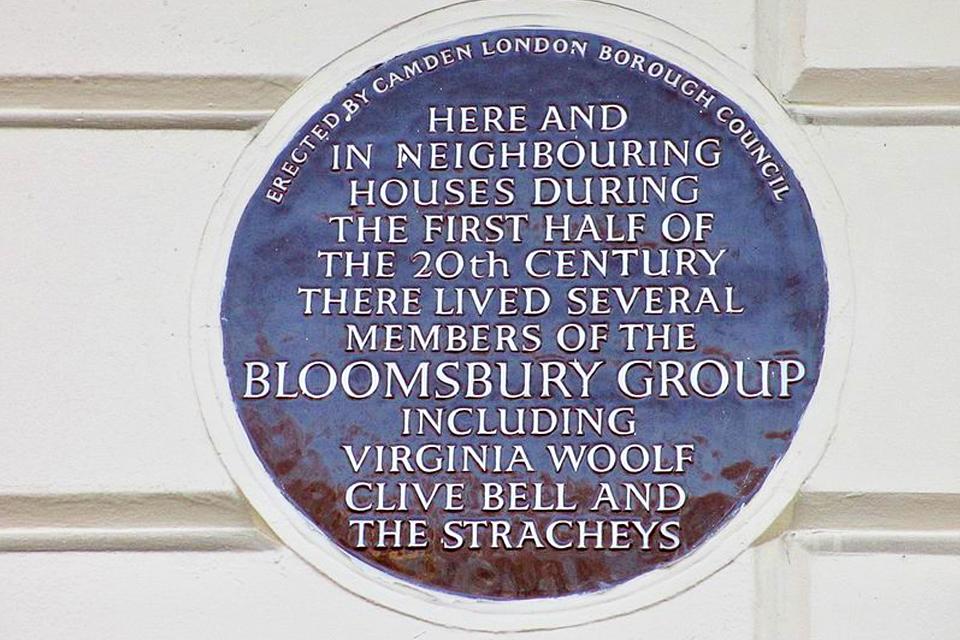 ERECTED BY CAMDEN LONDON BOROUGH COUNCIL
HERE AND
IN NEIGHBOURING
HOUSES DURING
THE FIRST HALF OF
THE 20th CENTURY
THERE LIVED SEVERAL
MEMBERS OF THE
BLOOMSBURY GROUP
INCLUDING
VIRGINIA WOOLF
CLIVE BELL AND
THE STRACHEYS